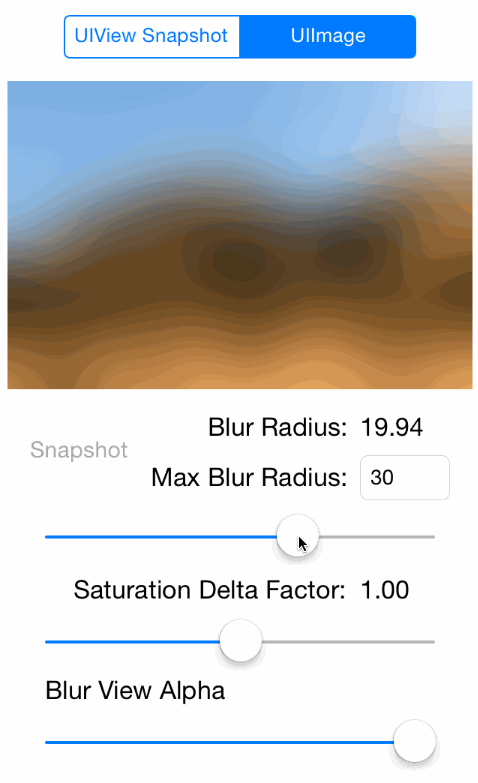 UIView Snapshot UIImage
Blur Radius: 19.94
Snapshot
Max Blur Radius: 30
Saturation Delta Factor: 1.00
Blur View Alpha